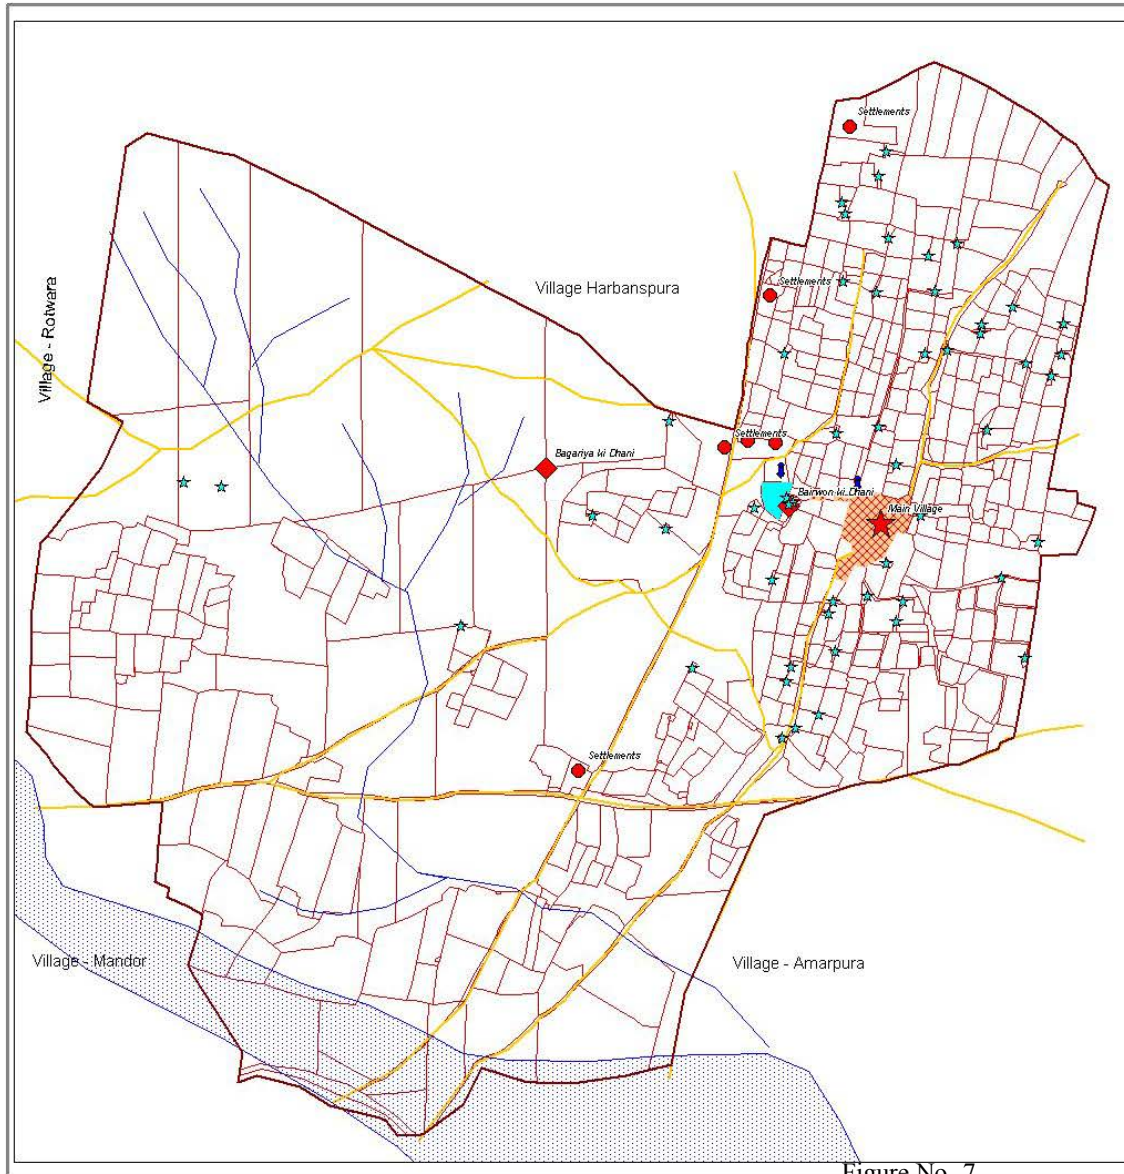 Settlements
Village Harbanspura
Settlements
Village - Rotwara
Settlements
Bagariya ki Dhani
Bairwon ki Dhani
Main Village
Settlements
Village - Mandor
Village - Amarpura
Figure No. 7